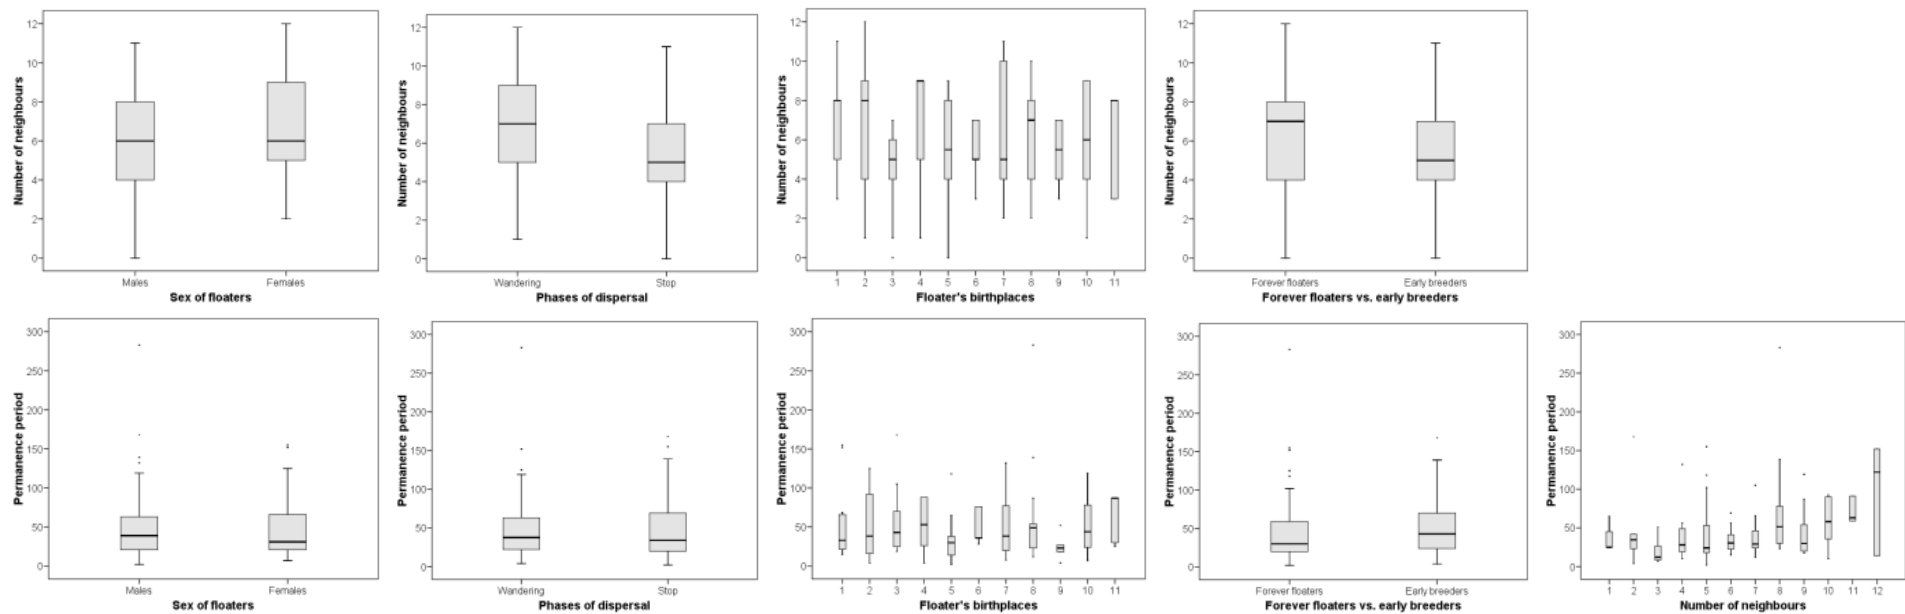 Number of neighbours
12
10
8
6
4
2
0
Males Females
Sex of floaters
Number of neighbours
12
10
8
6
4
2
0
Wandering Stop
Phases of dispersal
Number of neighbours
12
10
8
6
4
2
0
1 2 3 4 5 6 7 8 9 10 11
Floater's birthplaces
Number of neighbours
12
10
8
6
4
2
0
Forever floaters Early breeders
Forever floaters vs. early breeders
Permanence period
300
250
200
150
100
50
0
Males Females
Sex of floaters
Permanence period
300
250
200
150
100
50
0
Wandering Stop
Phases of dispersal
Permanence period
300
250
200
150
100
50
0
1 2 3 4 5 6 7 8 9 10 11
Floater's birthplaces
Permanence period
300
250
200
150
100
50
0
Forever floaters Early breeders
Forever floaters vs. early breeders
Permanence period
300
250
200
150
100
50
0
1 2 3 4 5 6 7 8 9 10 11 12
Number of neighbours